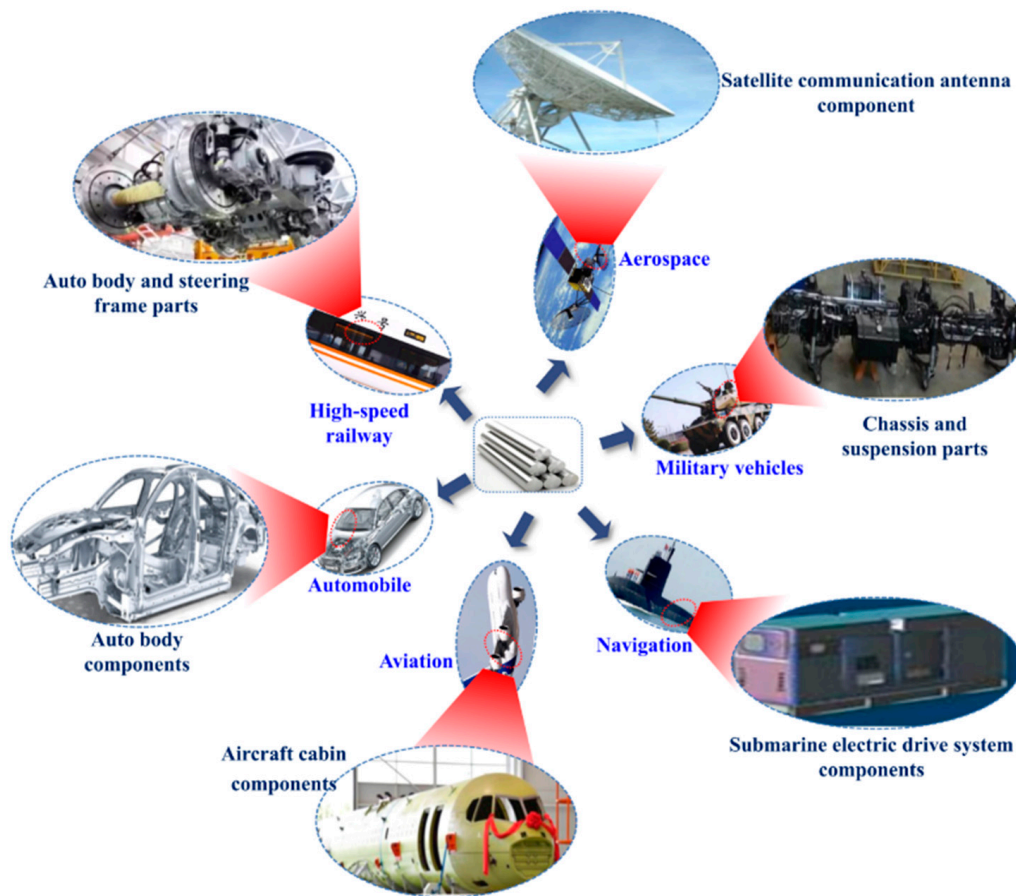 Satellite communication antenna
component
Aerospace
Auto body and steering
frame parts
High-speed
railway
Chassis and
suspension parts
Military vehicles
Automobile
Auto body
components
Aviation
Navigation
Aircraft cabin
components
Submarine electric drive system
components